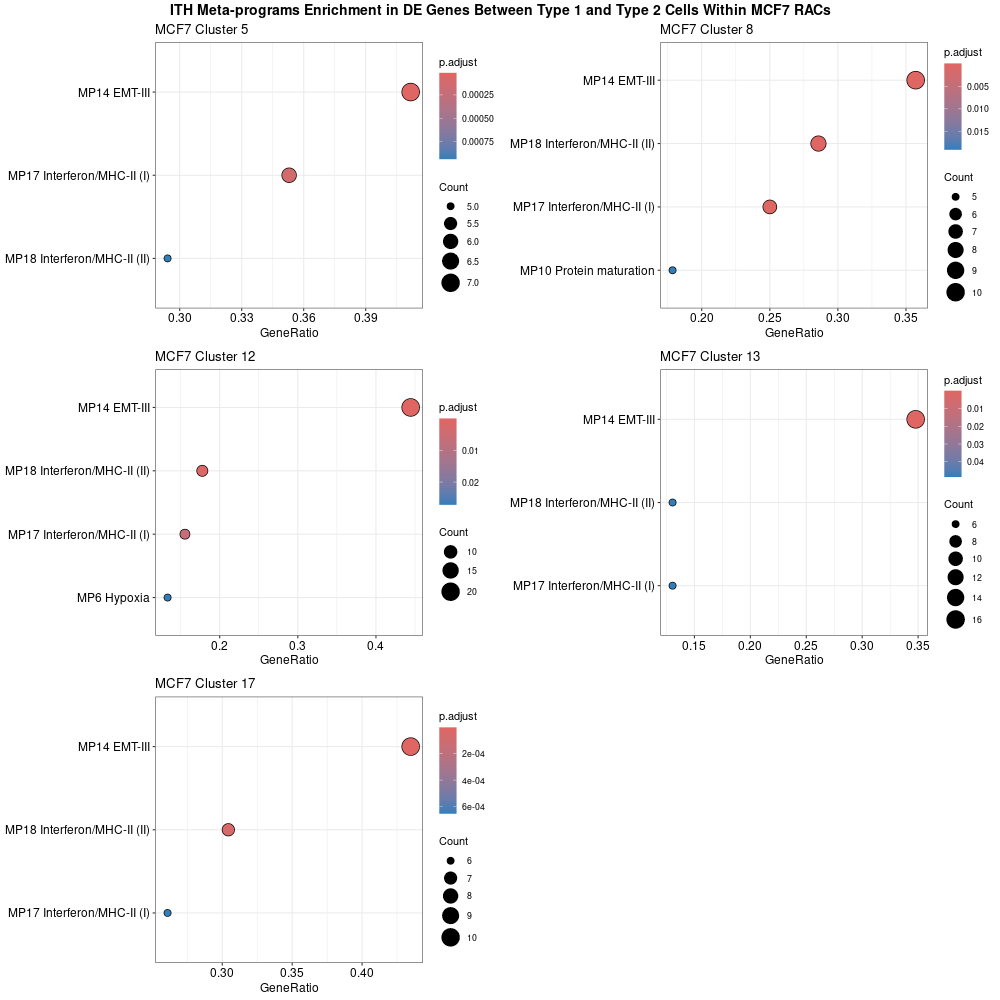 ITH Meta-programs Enrichment in DE Genes Between Type 1 and Type 2 Cells Within MCF7 RACs
MCF7 Cluster 5
MP14 EMT-III
MP17 Interferon/MHC-II (I)
MP18 Interferon/MHC-II (II)
0.30 0.33 0.36 0.39
GeneRatio
p.adjust
0.00025
0.00050
0.00075
Count
5.0
5.5
6.0
6.5
7.0
MCF7 Cluster 8
MP14 EMT-III
MP18 Interferon/MHC-II (II)
MP17 Interferon/MHC-II (I)
MP10 Protein maturation
0.20 0.25 0.30 0.35
GeneRatio
p.adjust
0.005
0.010
0.015
Count
5
6
7
8
9
10
MCF7 Cluster 12
MP14 EMT-III
MP18 Interferon/MHC-II (II)
MP17 Interferon/MHC-II (I)
MP6 Hypoxia
0.2 0.3 0.4
GeneRatio
p.adjust
0.01
0.02
Count
10
15
20
MCF7 Cluster 13
MP14 EMT-III
MP18 Interferon/MHC-II (II)
MP17 Interferon/MHC-II (I)
0.15 0.20 0.25 0.30 0.35
GeneRatio
p.adjust
0.01
0.02
0.03
0.04
Count
6
8
10
12
14
16
MCF7 Cluster 17
MP14 EMT-III
MP18 Interferon/MHC-II (II)
MP17 Interferon/MHC-II (I)
0.30 0.35 0.40
GeneRatio
p.adjust
2e-04
4e-04
6e-04
Count
6
7
8
9
10